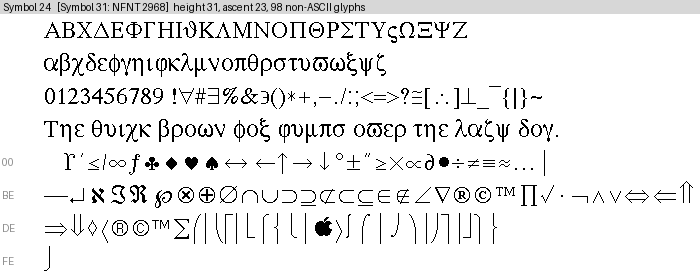 Symbol 24 [Symbol 31: NFNT 2968] height 31, ascent 23, 98 non-ASCII glyphs
ΑΒΧΔΕΦΓΗΙϑΚΛΜΝΟΠΘΡΣΤΥςΩΞΨΖ
αβχδεϕγηιφκλμνοπθρστυϖωξψζ
0123456789 !∀#∃%&∋()∗+,−./:;<=>?≅[∴]⊥_‾{|}~
Τηε θυιχκ βροων φοξ ϕυμπσ οϖερ τηε λαζψ δογ.
00 ϒ′≤⁄∞ƒ♣♦♥♠↔←↑→↓°±″≥×∝∂•÷≠≡≈…⏐
BE ⎯↵ℵℑℜ℘⊗⊕∅∩∪⊃⊇⊄⊂⊆∈∉∠∇®©™∏√⋅¬∧∨⇔⇐⇑
DE ⇒⇓◊〈®©™∑⎛⎜⎝⎡⎢⎣⎧⎨⎩⎪〉∫⌠⎮⌡⎞⎟⎠⎤⎥⎦⎫⎬
FE ⎭